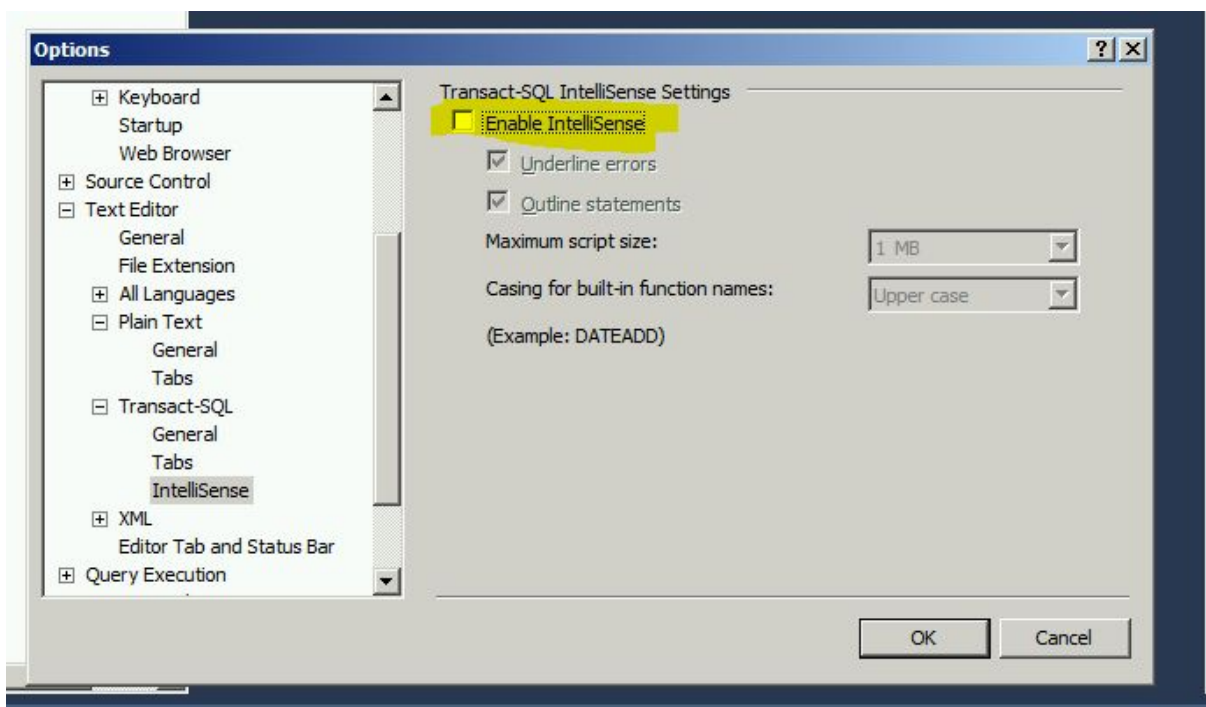 Options
Keyboard
Startup
Web Browser
Source Control
Text Editor
General
File Extension
All Languages
Plain Text
General
Tabs
Transact-SQL
General
Tabs
IntelliSense
XML
Editor Tab and Status Bar
Query Execution
Transact-SQL IntelliSense Settings
Enable IntelliSense
Underline errors
Outline statements
Maximum script size: 1 MB
Casing for built-in function names: Upper case
(Example: DATEADD)
OK Cancel